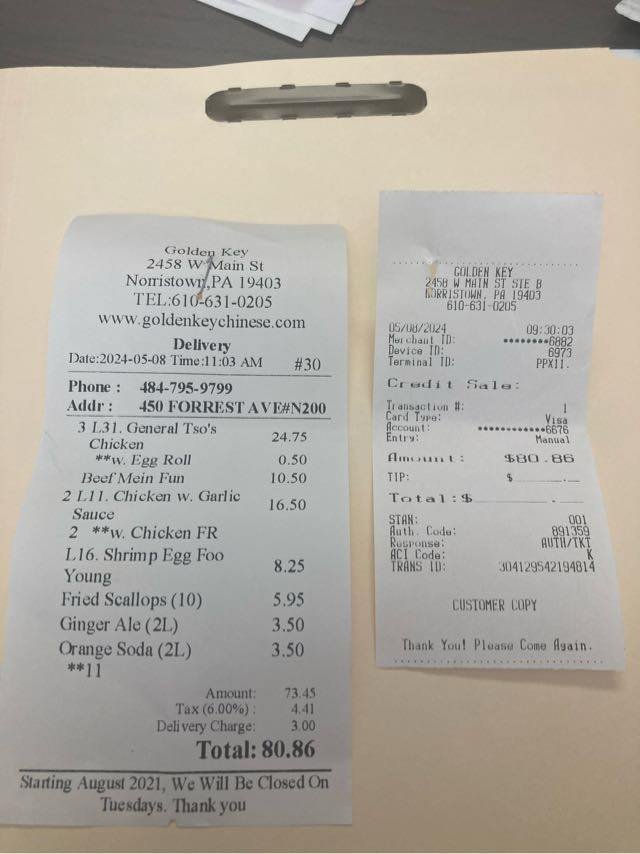 Golden Key
2458 W Main St
Norristown,PA 19403
TEL:610-631-0205
www.goldenkeychinese.com
Delivery
Date:2024-05-08 Time:11:03 AM #30
Phone : 484-795-9799
Addr : 450 FORREST AVE#N200
3 L31. General Tso's
Chicken 24.75
**w. Egg Roll 0.50
Beef Mein Fun 10.50
2 L11. Chicken w. Garlic
Sauce 16.50
2 **w. Chicken FR
L16. Shrimp Egg Foo
Young 8.25
Fried Scallops (10) 5.95
Ginger Ale (2L) 3.50
Orange Soda (2L) 3.50
**11
Amount: 73.45
Tax (6.00%) : 4.41
Delivery Charge: 3.00
Total: 80.86
Starting August 2021, We Will Be Closed On
Tuesdays. Thank you
GOLDEN KEY
2458 W MAIN ST STE B
NORRISTOWN, PA 19403
610-631-0205
05/08/2024 09:30:03
Merchant ID: ********6882
Device ID: 6973
Terminal ID: PPX11.
Credit Sale:
Transaction #: 1
Card Type: Visa
Account: ************6676
Entry: Manual
Amount: $80.86
TIP: $______.__
Total:$______.__
STAN: 001
Auth. Code: 891359
Response: AUTH/TKT
ACI Code: K
TRANS ID: 304129542194814
CUSTOMER COPY
Thank You! Please Come Again.